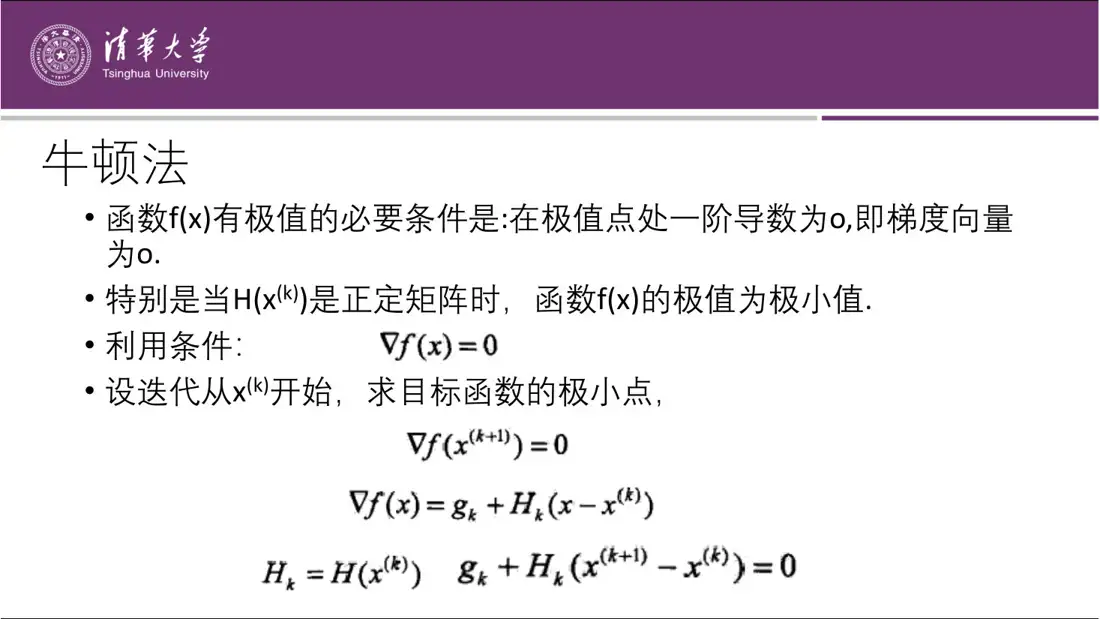 清华大学
Tsinghua University
牛顿法
• 函数f(x)有极值的必要条件是:在极值点处一阶导数为o,即梯度向量
为o.
• 特别是当H(x⁽ᵏ⁾)是正定矩阵时，函数f(x)的极值为极小值.
• 利用条件： ∇f(x)=0
• 设迭代从x⁽ᵏ⁾开始，求目标函数的极小点，
∇f(x⁽ᵏ⁺¹⁾)=0
∇f(x)=gₖ+Hₖ(x−x⁽ᵏ⁾)
Hₖ=H(x⁽ᵏ⁾) gₖ+Hₖ(x⁽ᵏ⁺¹⁾−x⁽ᵏ⁾)=0